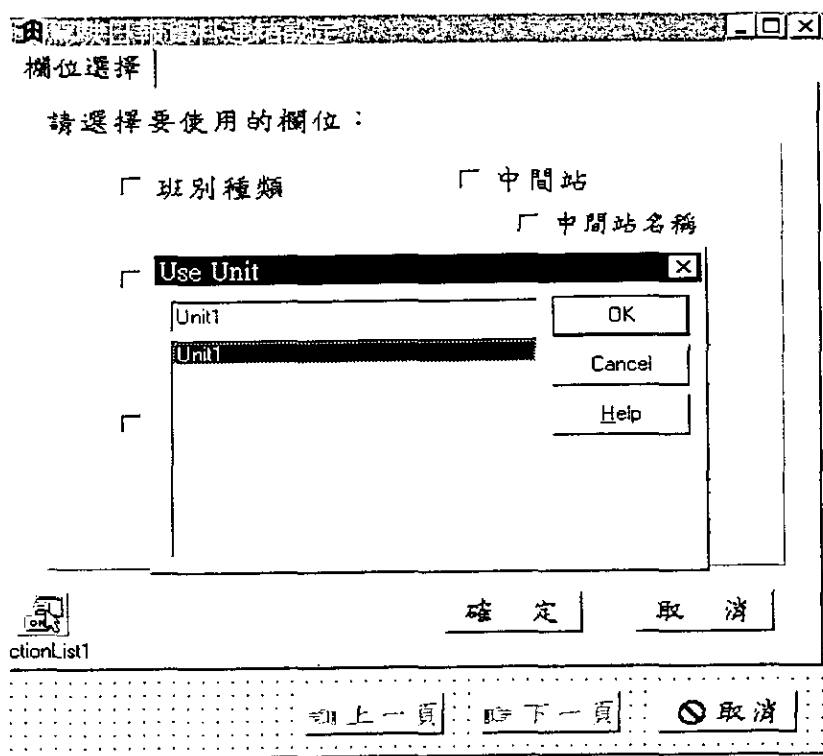 欄位選擇
請選擇要使用的欄位：
班別種類
中間站
中間站名稱
Use Unit
Unit1
OK
Unit1
Cancel
Help
確 定
取 消
ctionList1
上一頁
下一頁
取消